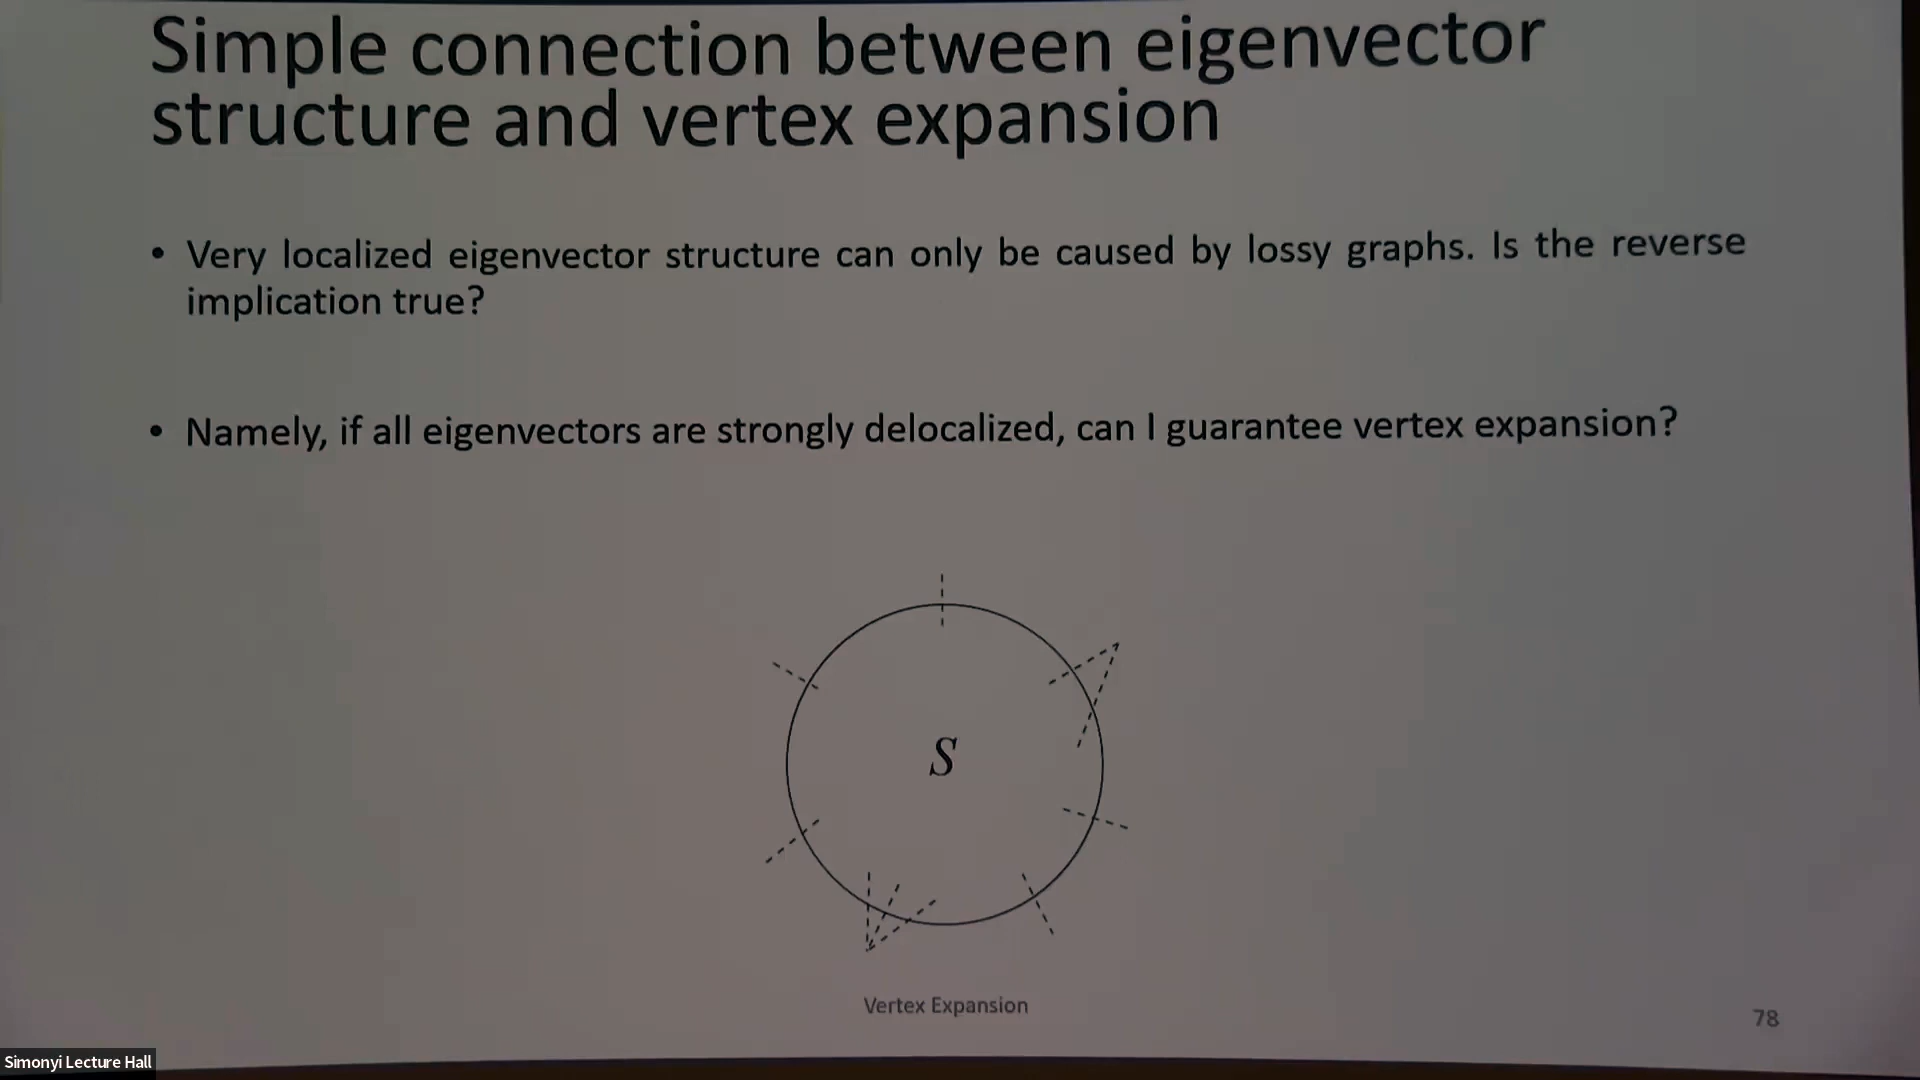 Simple connection between eigenvector
structure and vertex expansion
• Very localized eigenvector structure can only be caused by lossy graphs. Is the reverse
implication true?
• Namely, if all eigenvectors are strongly delocalized, can I guarantee vertex expansion?
S
Vertex Expansion
78
Simonyi Lecture Hall